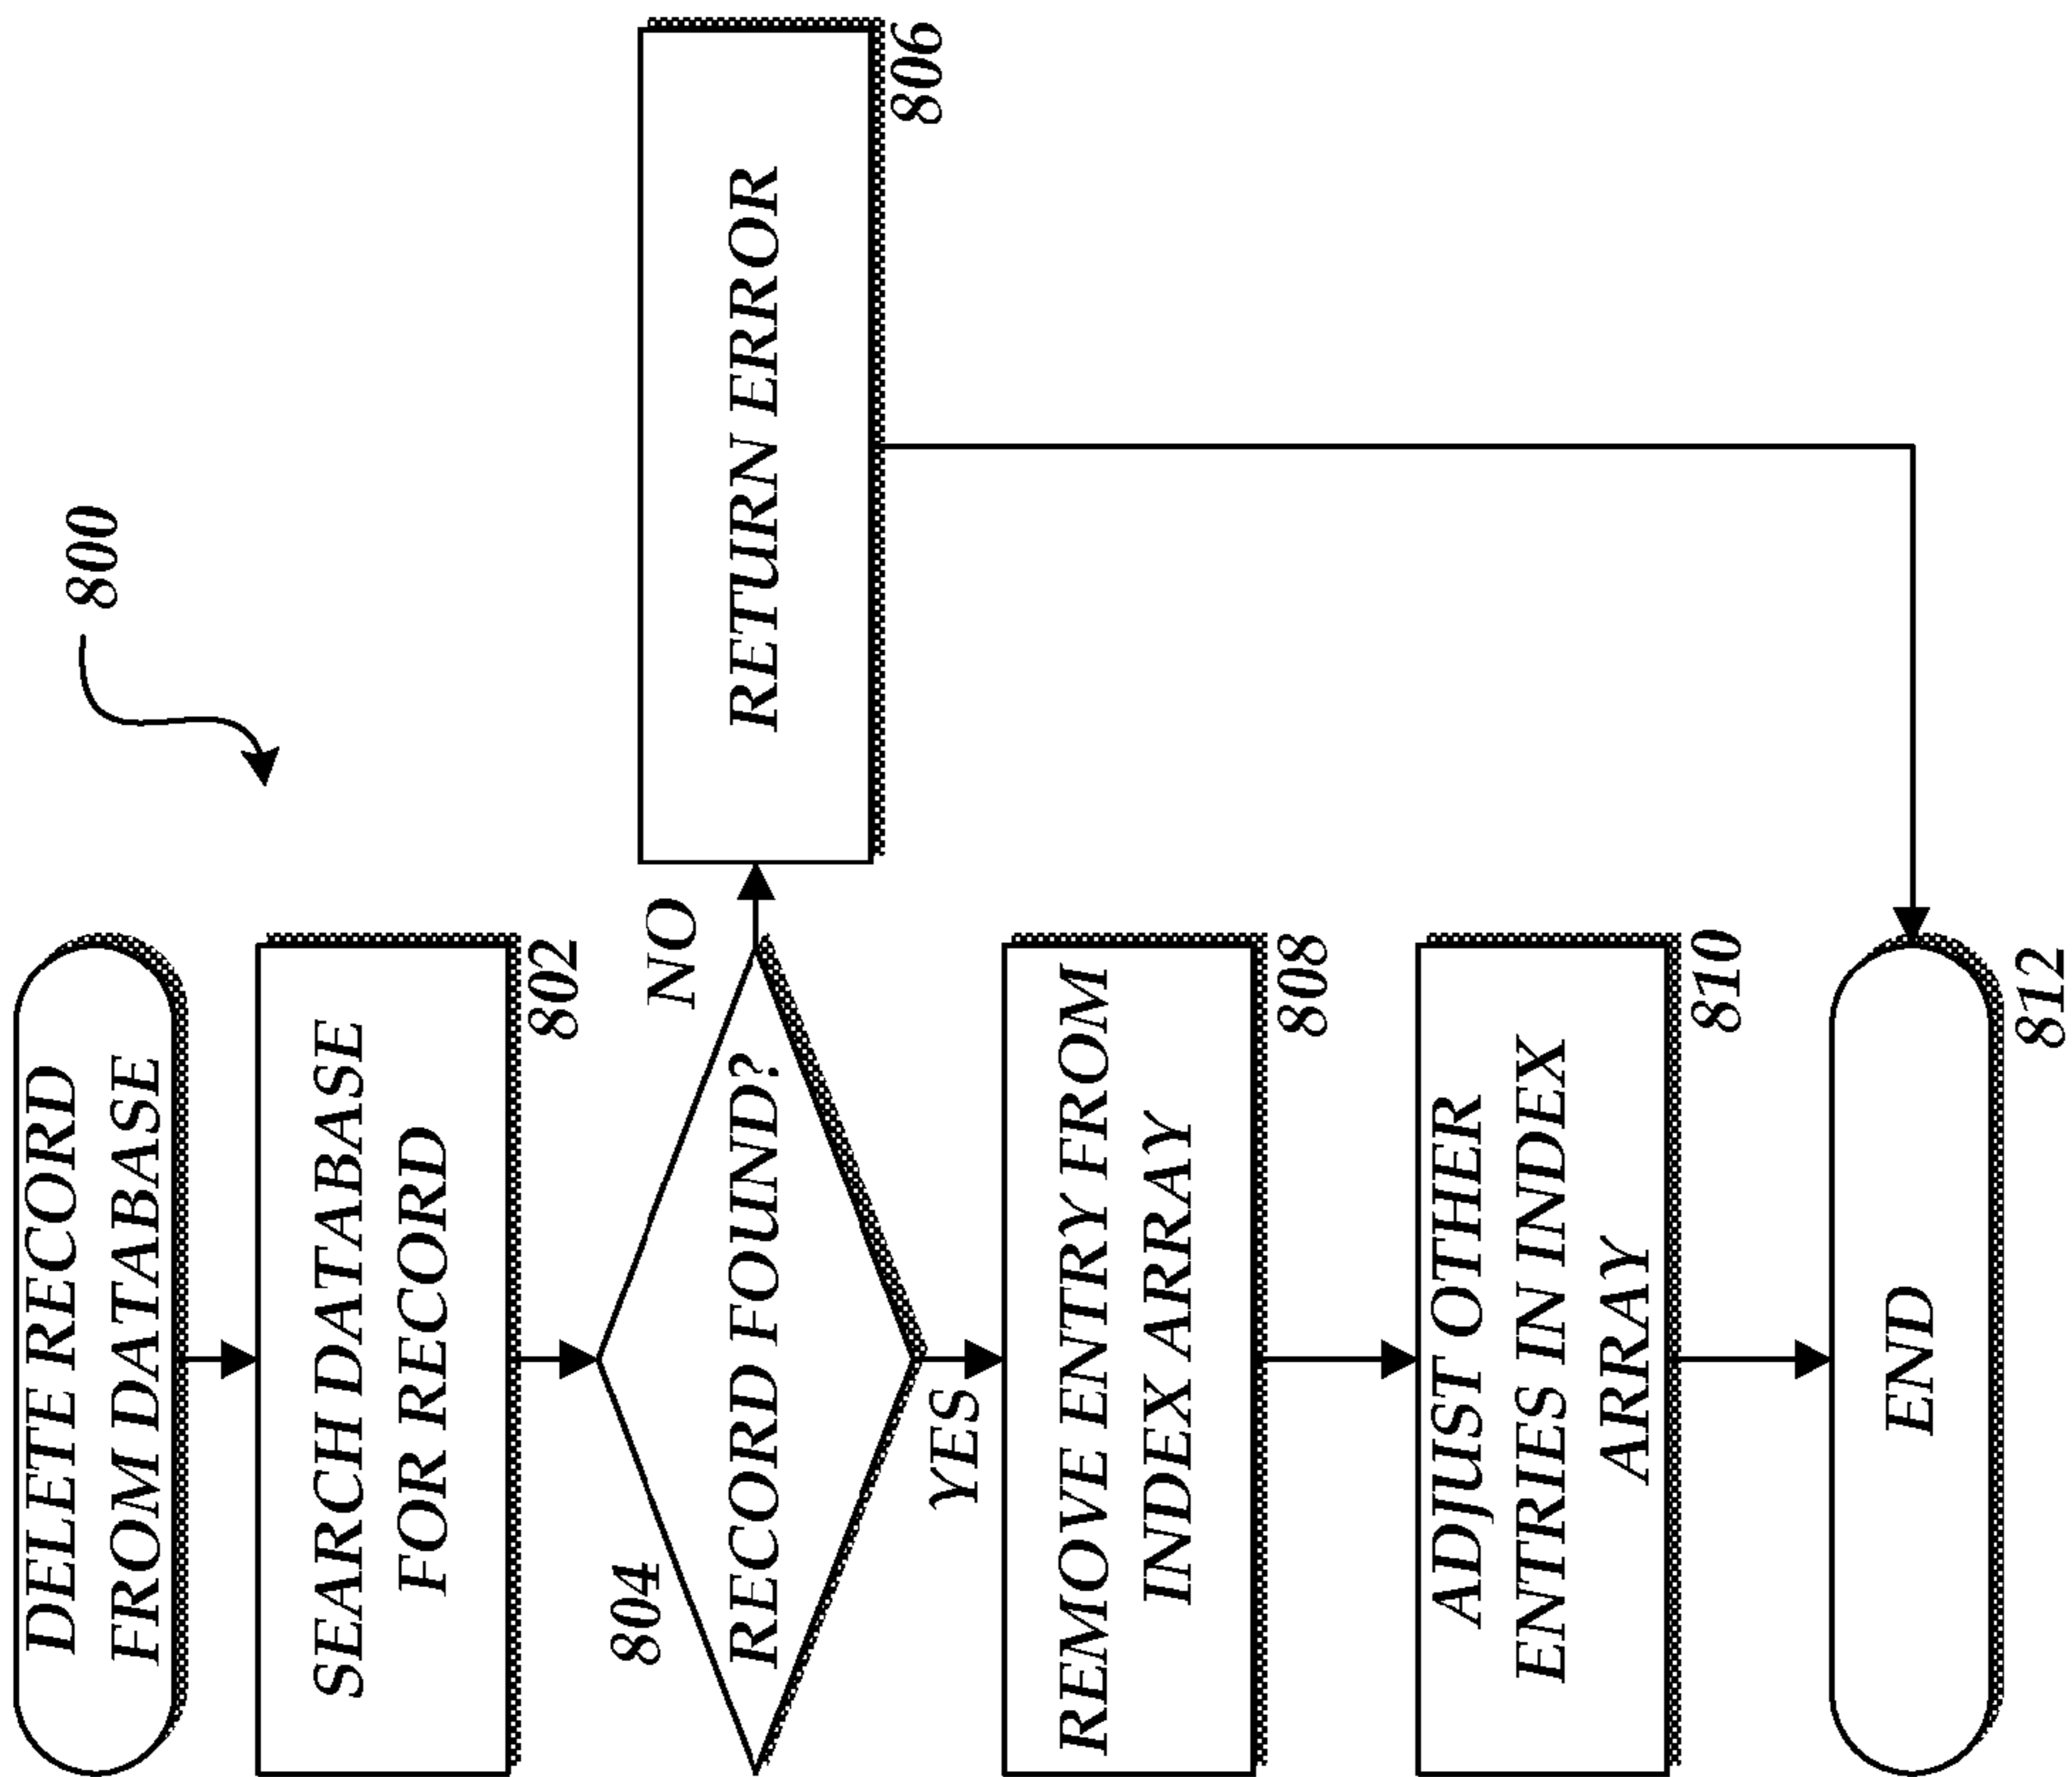 800
DELETE RECORD
FROM DATABASE
SEARCH DATABASE
FOR RECORD
802
804
RECORD FOUND?
NO
RETURN ERROR
806
YES
REMOVE ENTRY FROM
INDEX ARRAY
808
ADJUST OTHER
ENTRIES IN INDEX
ARRAY
810
END
812